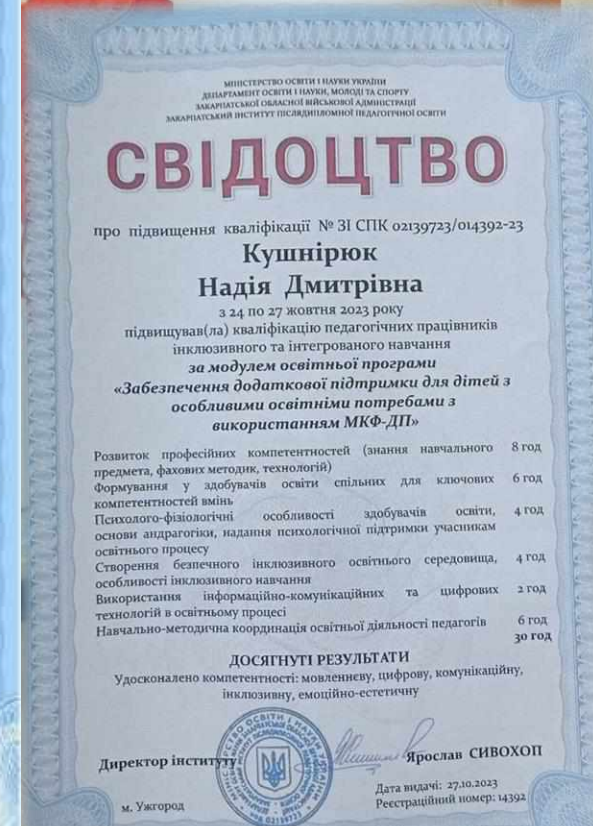 МІНІСТЕРСТВО ОСВІТИ І НАУКИ УКРАЇНИ
ДЕПАРТАМЕНТ ОСВІТИ І НАУКИ, МОЛОДІ ТА СПОРТУ
ЗАКАРПАТСЬКОЇ ОБЛАСНОЇ ВІЙСЬКОВОЇ АДМІНІСТРАЦІЇ
ЗАКАРПАТСЬКИЙ ІНСТИТУТ ПІСЛЯДИПЛОМНОЇ ПЕДАГОГІЧНОЇ ОСВІТИ
СВІДОЦТВО
про підвищення кваліфікації № ЗІ СПК 02139723/014392-23
Кушнірюк
Надія Дмитрівна
з 24 по 27 жовтня 2023 року
підвищував(ла) кваліфікацію педагогічних працівників
інклюзивного та інтегрованого навчання
за модулем освітньої програми
«Забезпечення додаткової підтримки для дітей з
особливими освітніми потребами з
використанням МКФ-ДП»
Розвиток професійних компетентностей (знання навчального 8 год
предмета, фахових методик, технологій)
Формування у здобувачів освіти спільних для ключових 6 год
компетентностей вмінь
Психолого-фізіологічні особливості здобувачів освіти, 4 год
основи андрагогіки, надання психологічної підтримки учасникам
освітнього процесу
Створення безпечного інклюзивного освітнього середовища, 4 год
особливості інклюзивного навчання
Використання інформаційно-комунікаційних та цифрових 2 год
технологій в освітньому процесі
Навчально-методична координація освітньої діяльності педагогів 6 год
30 год
ДОСЯГНУТІ РЕЗУЛЬТАТИ
Удосконалено компетентності: мовленнєву, цифрову, комунікаційну,
інклюзивну, емоційно-естетичну
Директор інституту Ярослав СИВОХОП
м. Ужгород
Дата видачі: 27.10.2023
Реєстраційний номер: 14392